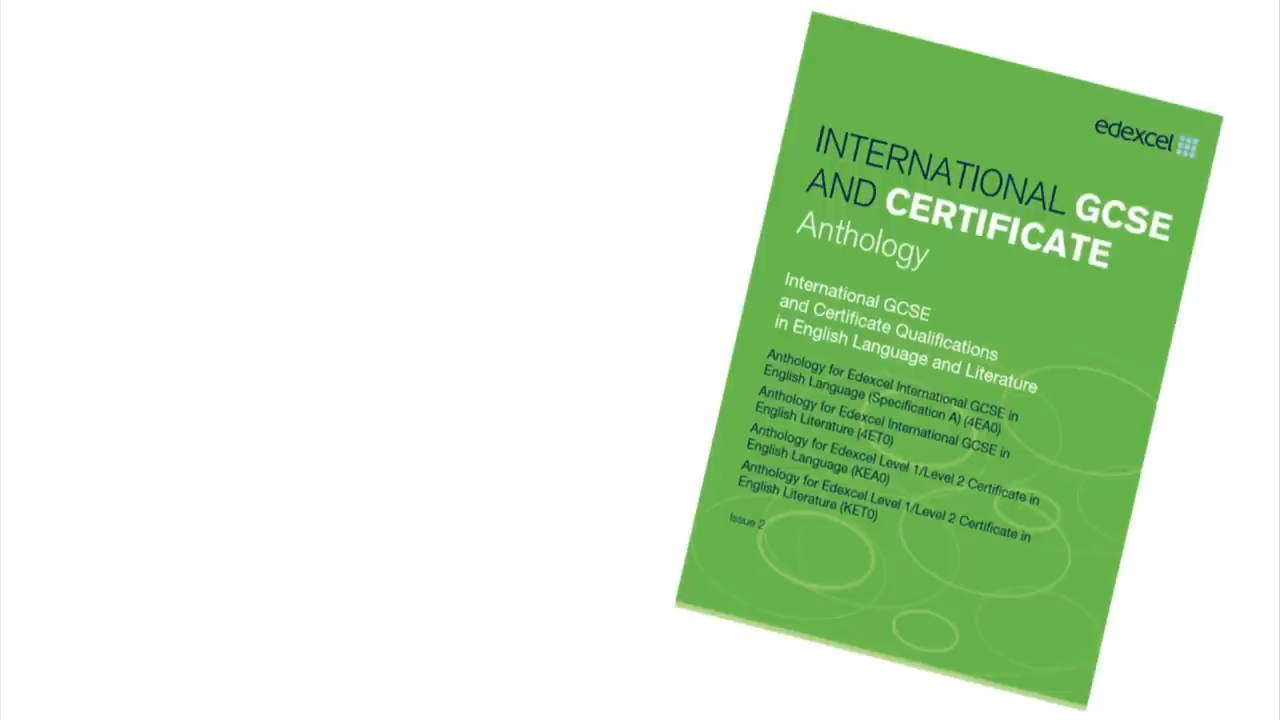 edexcel
INTERNATIONAL GCSE
AND CERTIFICATE
Anthology
International GCSE
and Certificate Qualifications
in English Language and Literature
Anthology for Edexcel International GCSE in
English Language (Specification A) (4EA0)
Anthology for Edexcel International GCSE in
English Literature (4ET0)
Anthology for Edexcel Level 1/Level 2 Certificate in
English Language (KEA0)
Anthology for Edexcel Level 1/Level 2 Certificate in
English Literature (KET0)
Issue 2